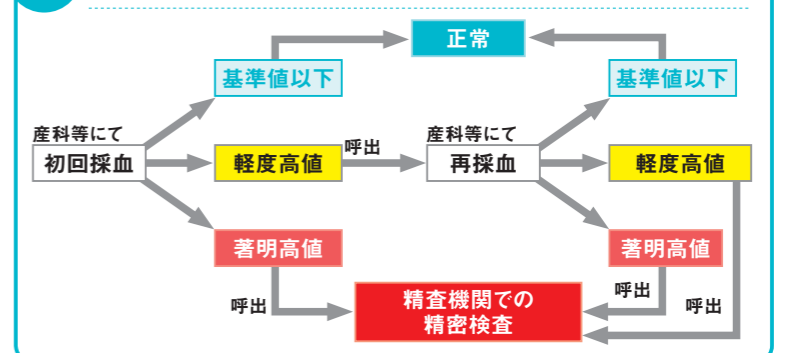 正常
基準値以下
基準値以下
産科等にて
初回採血
軽度高値
呼出
産科等にて
再採血
軽度高値
著明高値
著明高値
呼出
精査機関での
精密検査
呼出
呼出